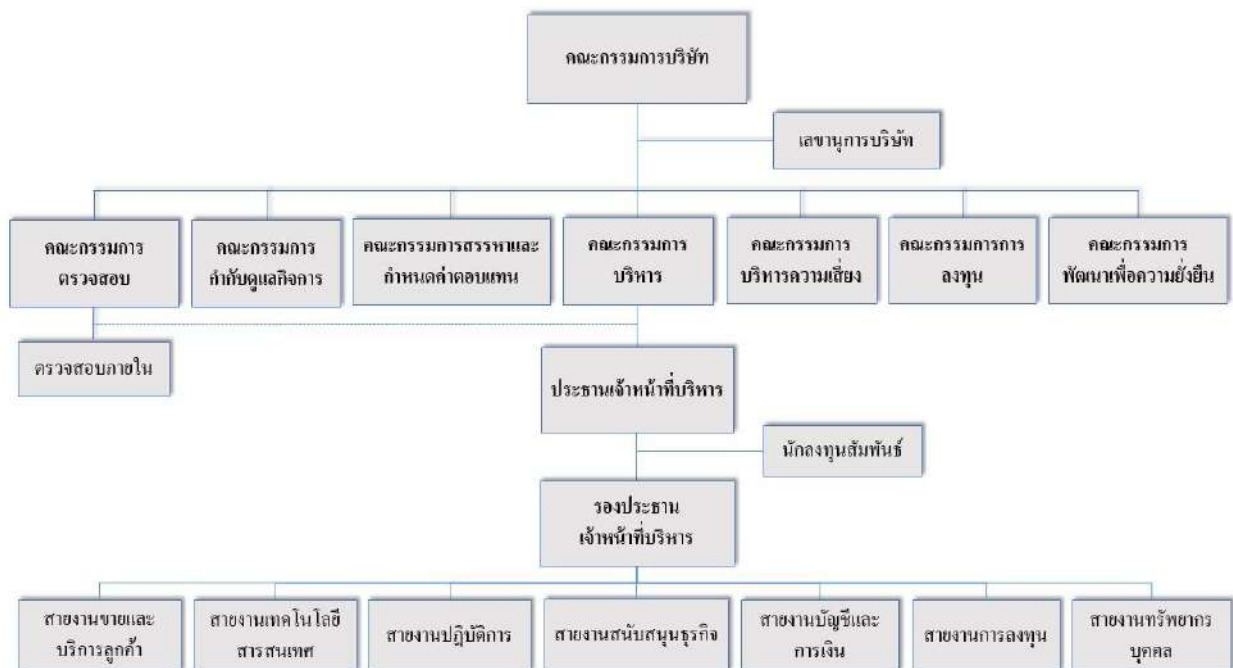 คณะกรรมการบริษัท
เลขานุการบริษัท
คณะกรรมการ
ตรวจสอบ
คณะกรรมการ
กำกับดูแลกิจการ
คณะกรรมการสรรหาและ
กำหนดค่าตอบแทน
คณะกรรมการ
บริหาร
คณะกรรมการ
บริหารความเสี่ยง
คณะกรรมการการ
ลงทุน
คณะกรรมการ
พัฒนาเพื่อความยั่งยืน
ตรวจสอบภายใน
ประธานเจ้าหน้าที่บริหาร
นักลงทุนสัมพันธ์
รองประธาน
เจ้าหน้าที่บริหาร
สายงานขายและ
บริการลูกค้า
สายงานเทคโนโลยี
สารสนเทศ
สายงานปฏิบัติการ
สายงานสนับสนุนธุรกิจ
สายงานบัญชีและ
การเงิน
สายงานการลงทุน
สายงานทรัพยากร
บุคคล